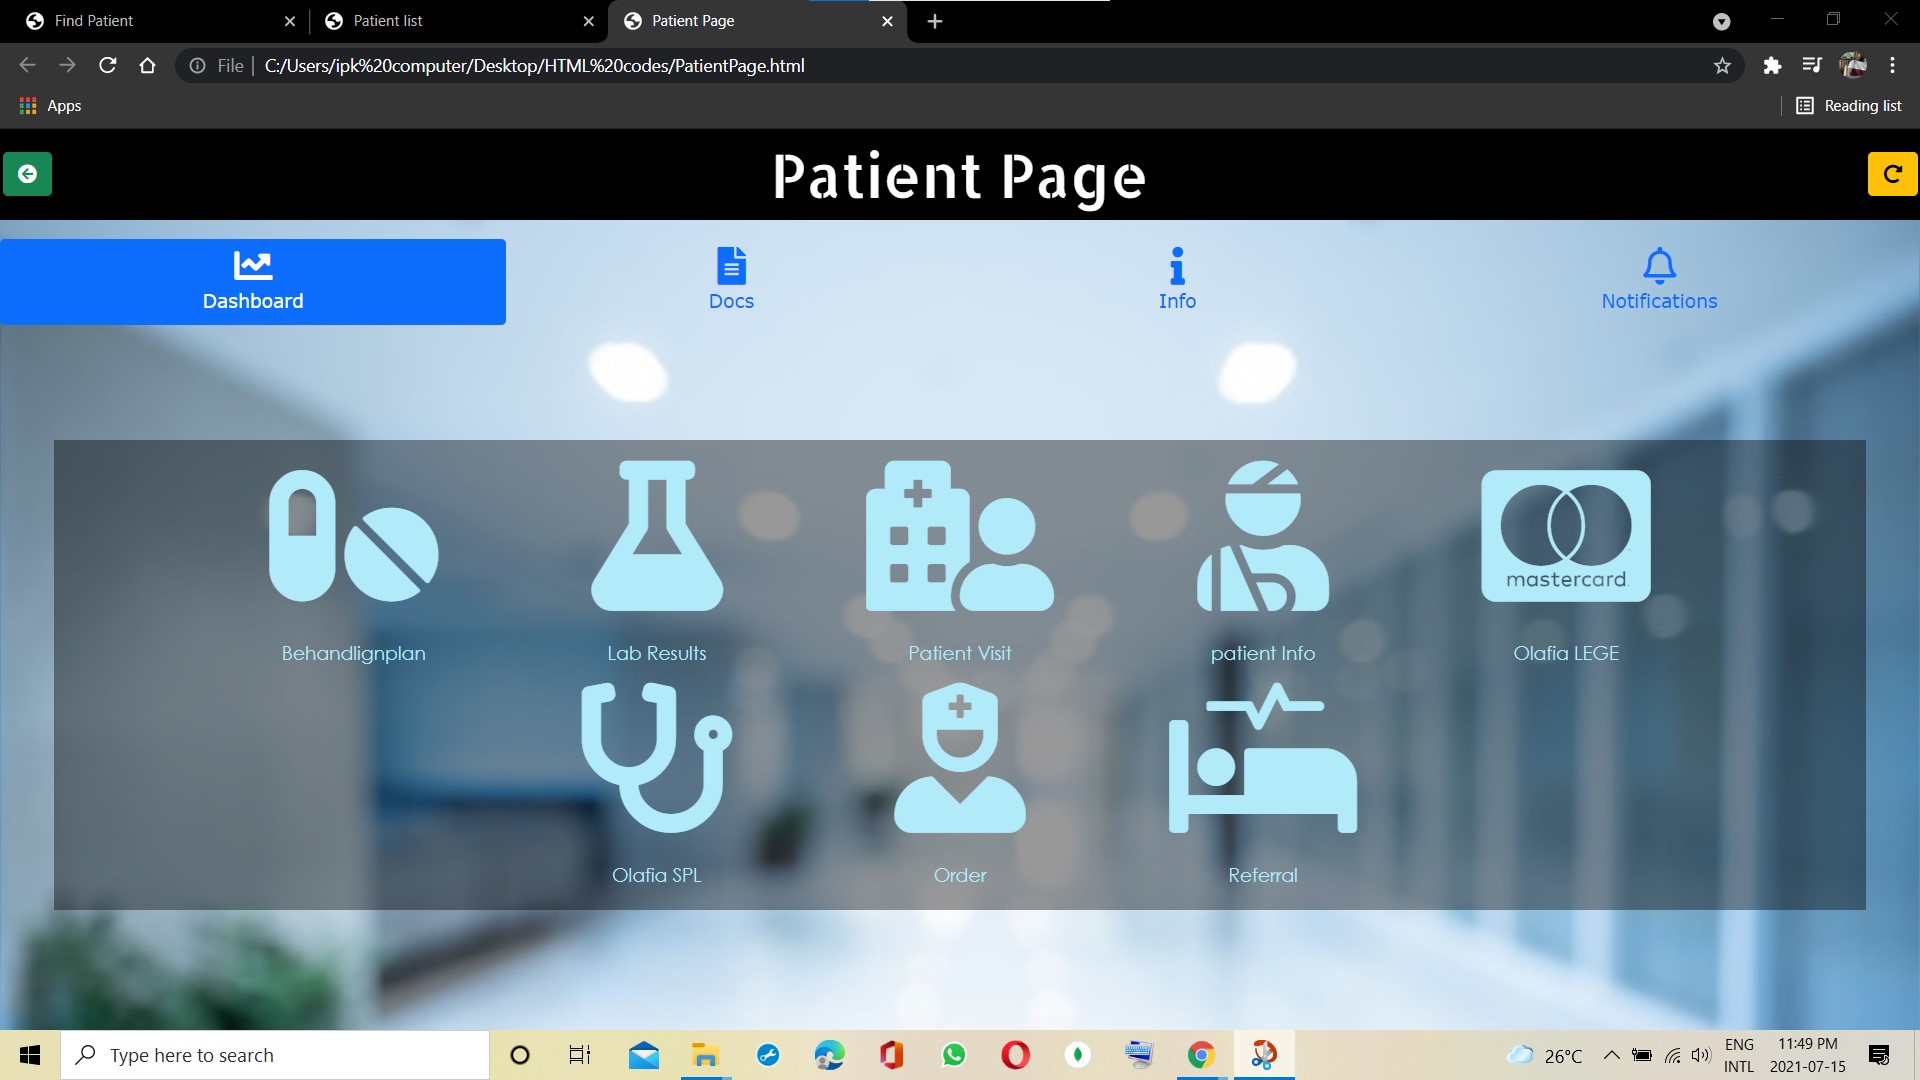 Find Patient
Patient list
Patient Page
File
C:/Users/ipk%20computer/Desktop/HTML%20codes/PatientPage.html
Apps
Reading list
Patient Page
Dashboard
Docs
Info
Notifications
mastercard
Behandlignplan
Lab Results
Patient Visit
patient Info
Olafia LEGE
Olafia SPL
Order
Referral
Type here to search
26°C
ENG
INTL
11:49 PM
2021-07-15